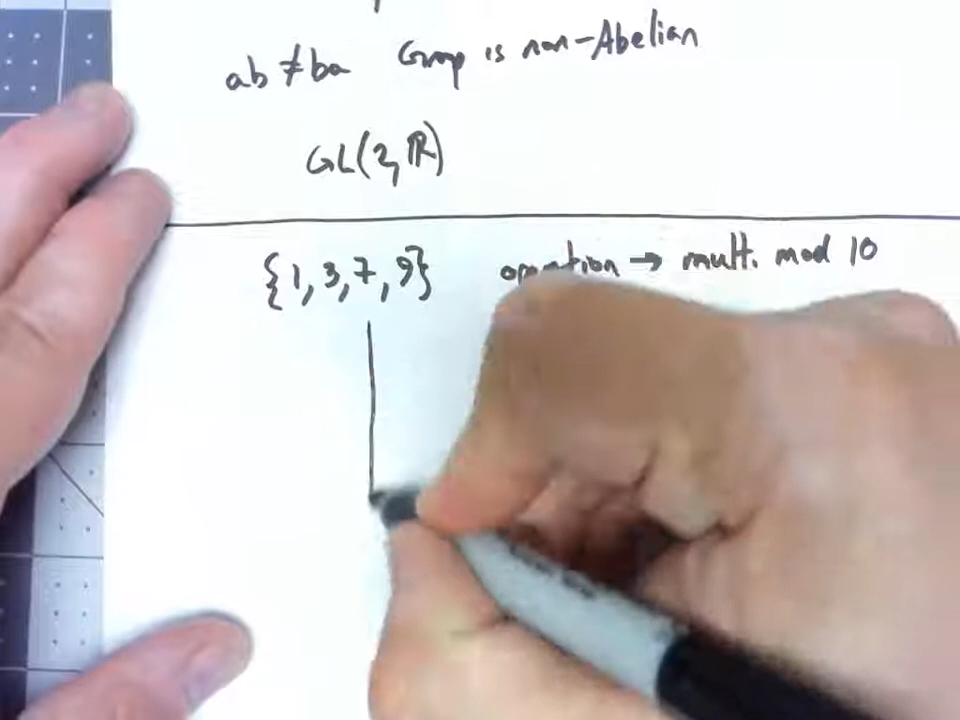 ab ≠ ba Group is non-Abelian
GL(2, ℝ)
{1, 3, 7, 9} operation → mult. mod 10